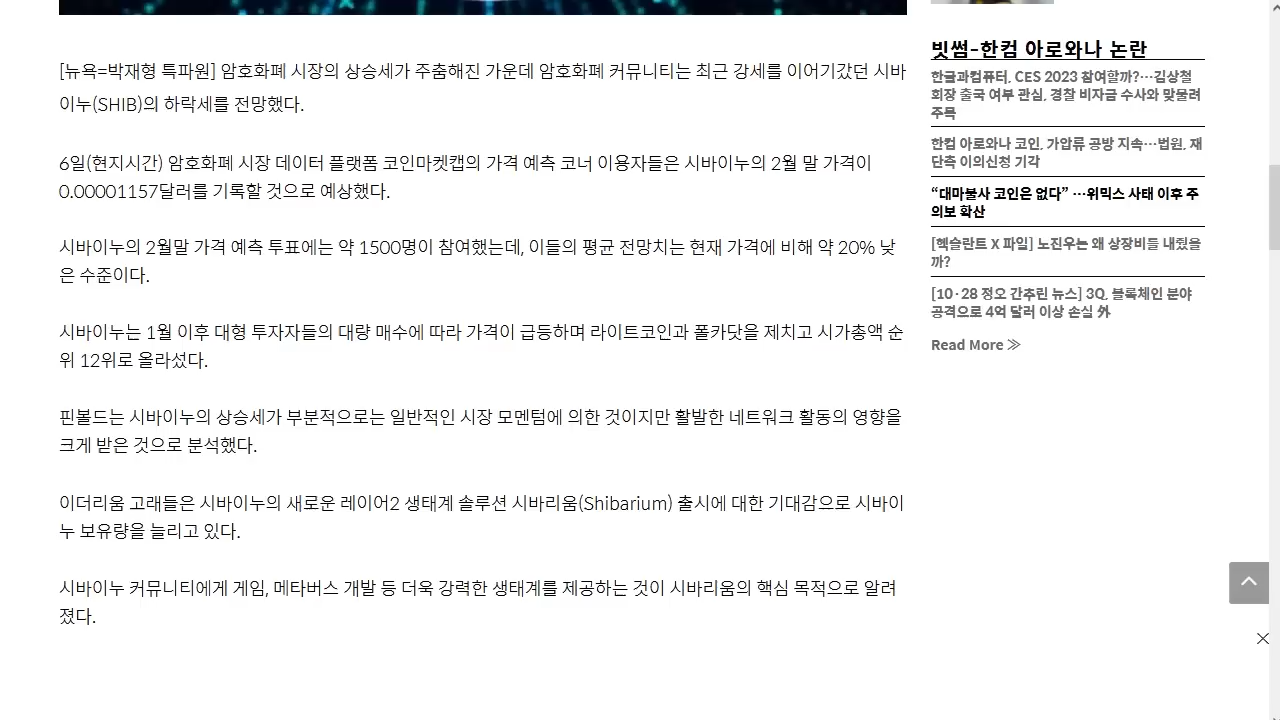 [뉴욕=박재형 특파원] 암호화폐 시장의 상승세가 주춤해진 가운데 암호화폐 커뮤니티는 최근 강세를 이어기갔던 시바
이누(SHIB)의 하락세를 전망했다.
6일(현지시간) 암호화폐 시장 데이터 플랫폼 코인마켓캡의 가격 예측 코너 이용자들은 시바이누의 2월 말 가격이
0.00001157달러를 기록할 것으로 예상했다.
시바이누의 2월말 가격 예측 투표에는 약 1500명이 참여했는데, 이들의 평균 전망치는 현재 가격에 비해 약 20% 낮
은 수준이다.
시바이누는 1월 이후 대형 투자자들의 대량 매수에 따라 가격이 급등하며 라이트코인과 폴카닷을 제치고 시가총액 순
위 12위로 올라섰다.
핀볼드는 시바이누의 상승세가 부분적으로는 일반적인 시장 모멘텀에 의한 것이지만 활발한 네트워크 활동의 영향을
크게 받은 것으로 분석했다.
이더리움 고래들은 시바이누의 새로운 레이어2 생태계 솔루션 시바리움(Shibarium) 출시에 대한 기대감으로 시바이
누 보유량을 늘리고 있다.
시바이누 커뮤니티에게 게임, 메타버스 개발 등 더욱 강력한 생태계를 제공하는 것이 시바리움의 핵심 목적으로 알려
졌다.
빗썸-한컴 아로와나 논란
한글과컴퓨터, CES 2023 참여할까?…김상철
회장 출국 여부 관심, 경찰 비자금 수사와 맞물려
주목
한컴 아로와나 코인, 가압류 공방 지속…법원, 재
단측 이의신청 기각
“대마불사 코인은 없다” …위믹스 사태 이후 주
의보 확산
[헥슬란트 X 파일] 노진우는 왜 상장비를 내줬을
까?
[10·28 정오 간추린 뉴스] 3Q, 블록체인 분야
공격으로 4억 달러 이상 손실 外
Read More ≫